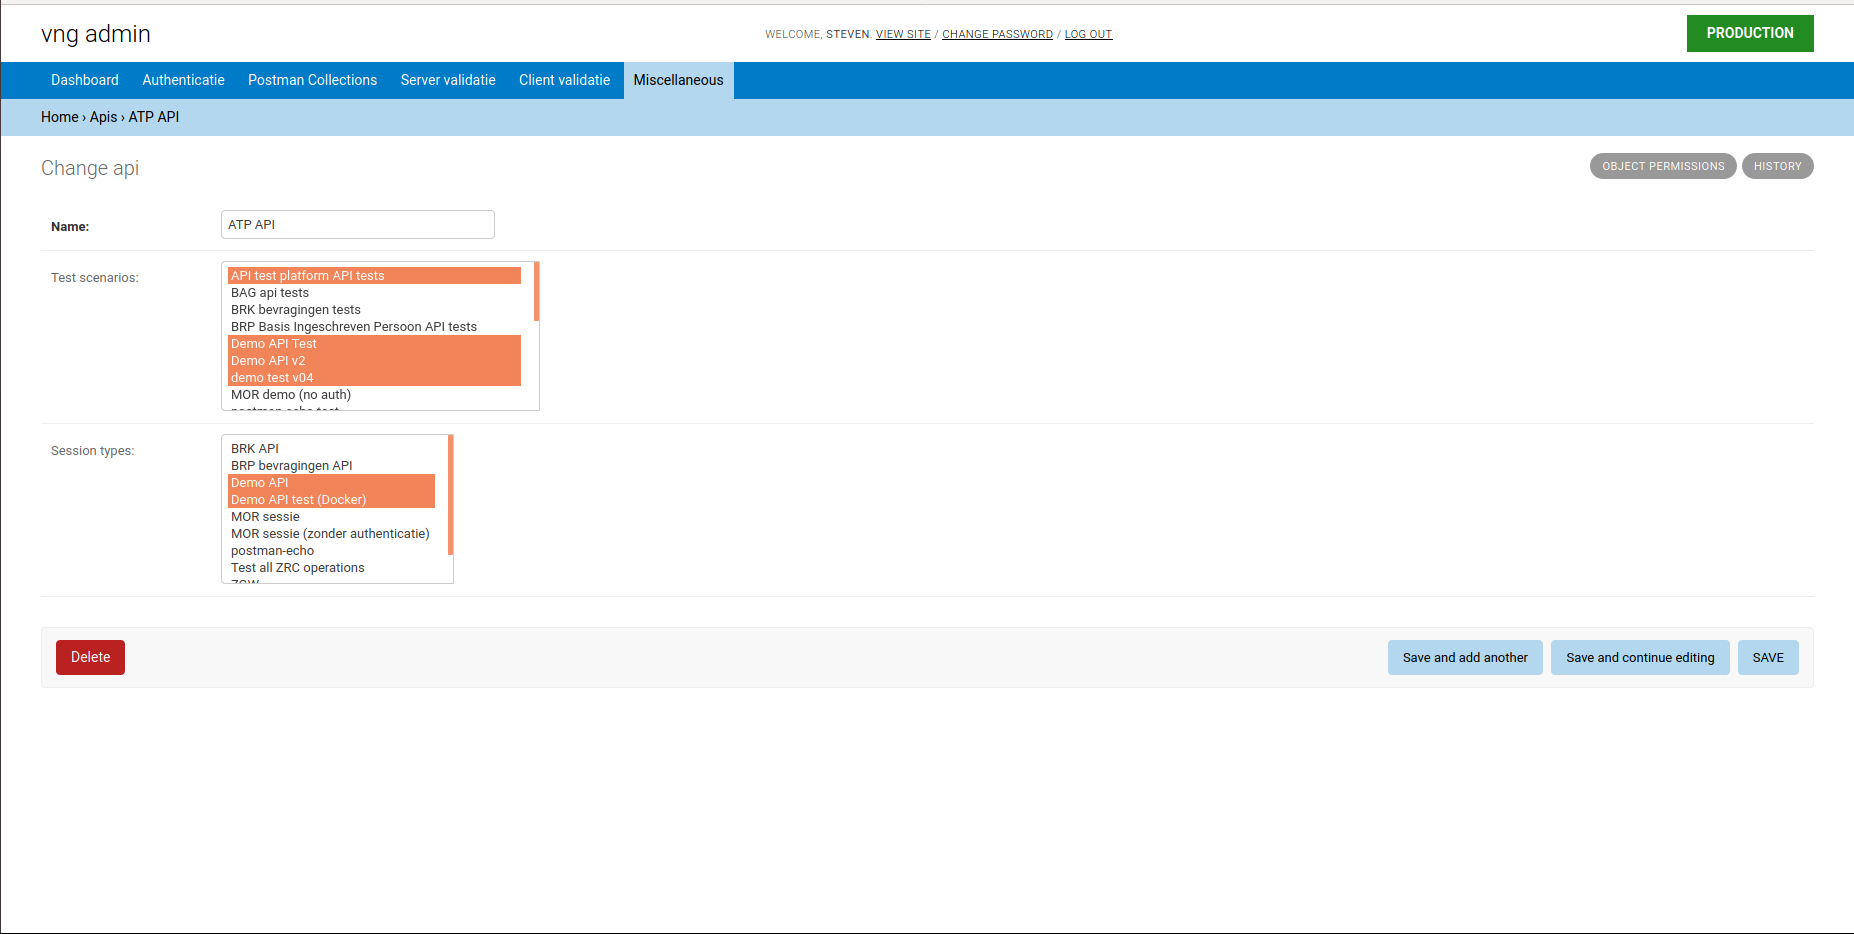 vng admin
WELCOME, STEVEN. VIEW SITE / CHANGE PASSWORD / LOG OUT
PRODUCTION
Dashboard Authenticatie Postman Collections Server validatie Client validatie Miscellaneous
Home › Apis › ATP API
Change api
OBJECT PERMISSIONS HISTORY
Name: ATP API
Test scenarios:
API test platform API tests
BAG api tests
BRK bevragingen tests
BRP Basis Ingeschreven Persoon API tests
Demo API Test
Demo API v2
demo test v04
MOR demo (no auth)
postman-echo test
Session types:
BRK API
BRP bevragingen API
Demo API
Demo API test (Docker)
MOR sessie
MOR sessie (zonder authenticatie)
postman-echo
Test all ZRC operations
ZGW
Delete
Save and add another Save and continue editing SAVE